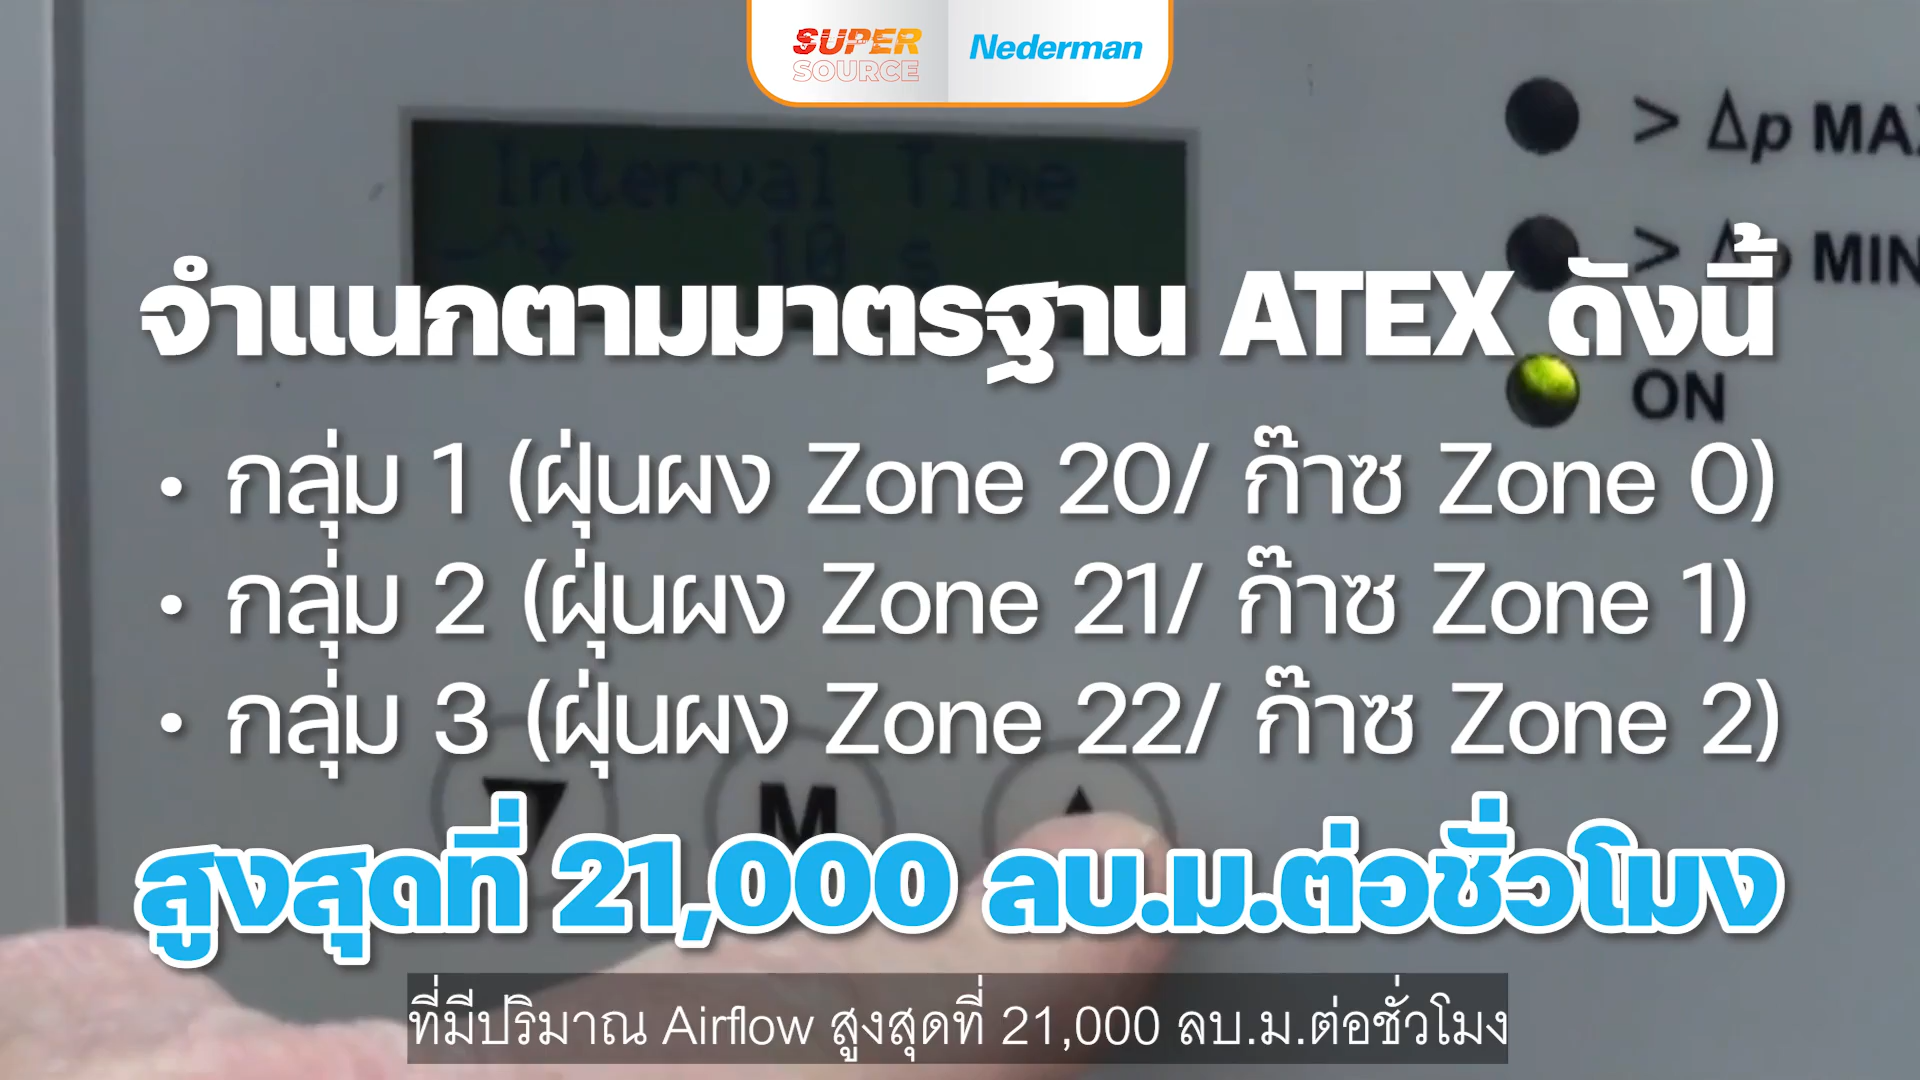 SUPER
SOURCE
Nederman
Interval Time
-^+ 10 s
> Δp MAX
> Δp MIN
ON
จำแนกตามมาตรฐาน ATEX ดังนี้
• กลุ่ม 1 (ฝุ่นผง Zone 20/ ก๊าซ Zone 0)
• กลุ่ม 2 (ฝุ่นผง Zone 21/ ก๊าซ Zone 1)
• กลุ่ม 3 (ฝุ่นผง Zone 22/ ก๊าซ Zone 2)
M
สูงสุดที่ 21,000 ลบ.ม.ต่อชั่วโมง
ที่มีปริมาณ Airflow สูงสุดที่ 21,000 ลบ.ม.ต่อชั่วโมง